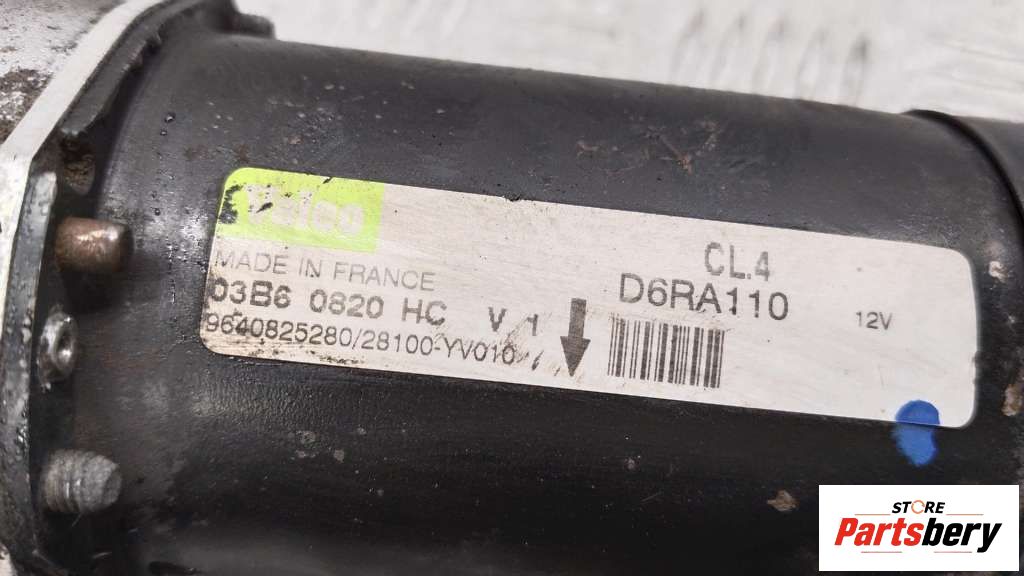 Valeo
MADE IN FRANCE
03B6 0820 HC V 1
9640825280/28100-YV010
CL.4
D6RA110
12V
STORE
Partsbery